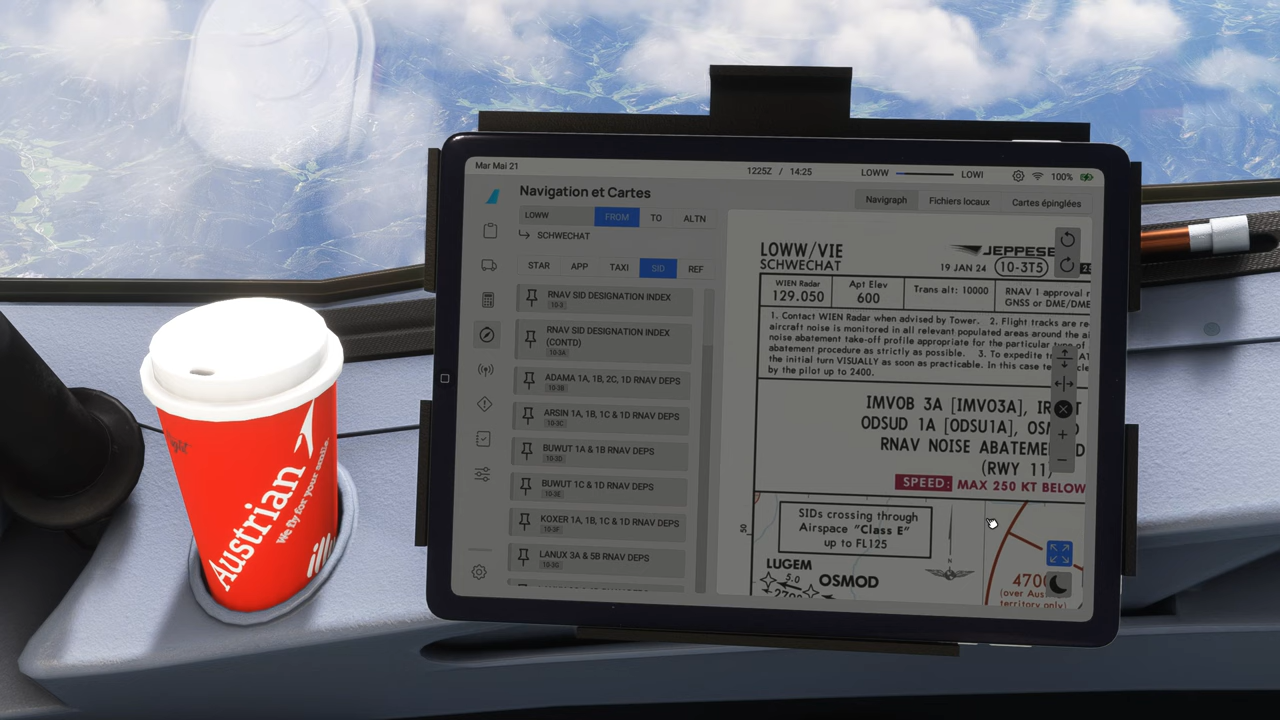 Mar Mai 21
1225Z / 14:25
LOWW
LOWI
100%
Navigation et Cartes
Navigraph
Fichiers locaux
Cartes épinglées
LOWW
FROM
TO
ALTN
SCHWECHAT
STAR
APP
TAXI
SID
REF
RNAV SID DESIGNATION INDEX
10-3
RNAV SID DESIGNATION INDEX
(CONTD)
10-3A
ADAMA 1A, 1B, 2C, 1D RNAV DEPS
10-3B
ARSIN 1A, 1B, 1C & 1D RNAV DEPS
10-3C
BUWUT 1A & 1B RNAV DEPS
10-3D
BUWUT 1C & 1D RNAV DEPS
10-3E
KOXER 1A, 1B, 1C & 1D RNAV DEPS
10-3F
LANUX 3A & 5B RNAV DEPS
10-3G
LOWW/VIE
SCHWECHAT
JEPPESE
19 JAN 24
10-3T5
WIEN Radar
129.050
Apt Elev
600
Trans alt: 10000
RNAV 1 approval r
GNSS or DME/DME
1. Contact WIEN Radar when advised by Tower. 2. Flight tracks are re
aircraft noise is monitored in all relevant populated areas around the ai
noise abatement take-off profile appropriate for the particular type of
abatement procedure as strictly as possible. 3. To expedite tr
the initial turn VISUALLY as soon as practicable. In this case te
by the pilot up to 2400.
IMVOB 3A [IMVO3A], IR
ODSUD 1A [ODSU1A], OSM
RNAV NOISE ABATEME
(RWY 11)
SPEED: MAX 250 KT BELOW
SIDs crossing through
Airspace "Class E"
up to FL125
50
N
LUGEM
5.0
270°
OSMOD
4700
(over Aus
territory only)
Austrian
We fly for your smile.